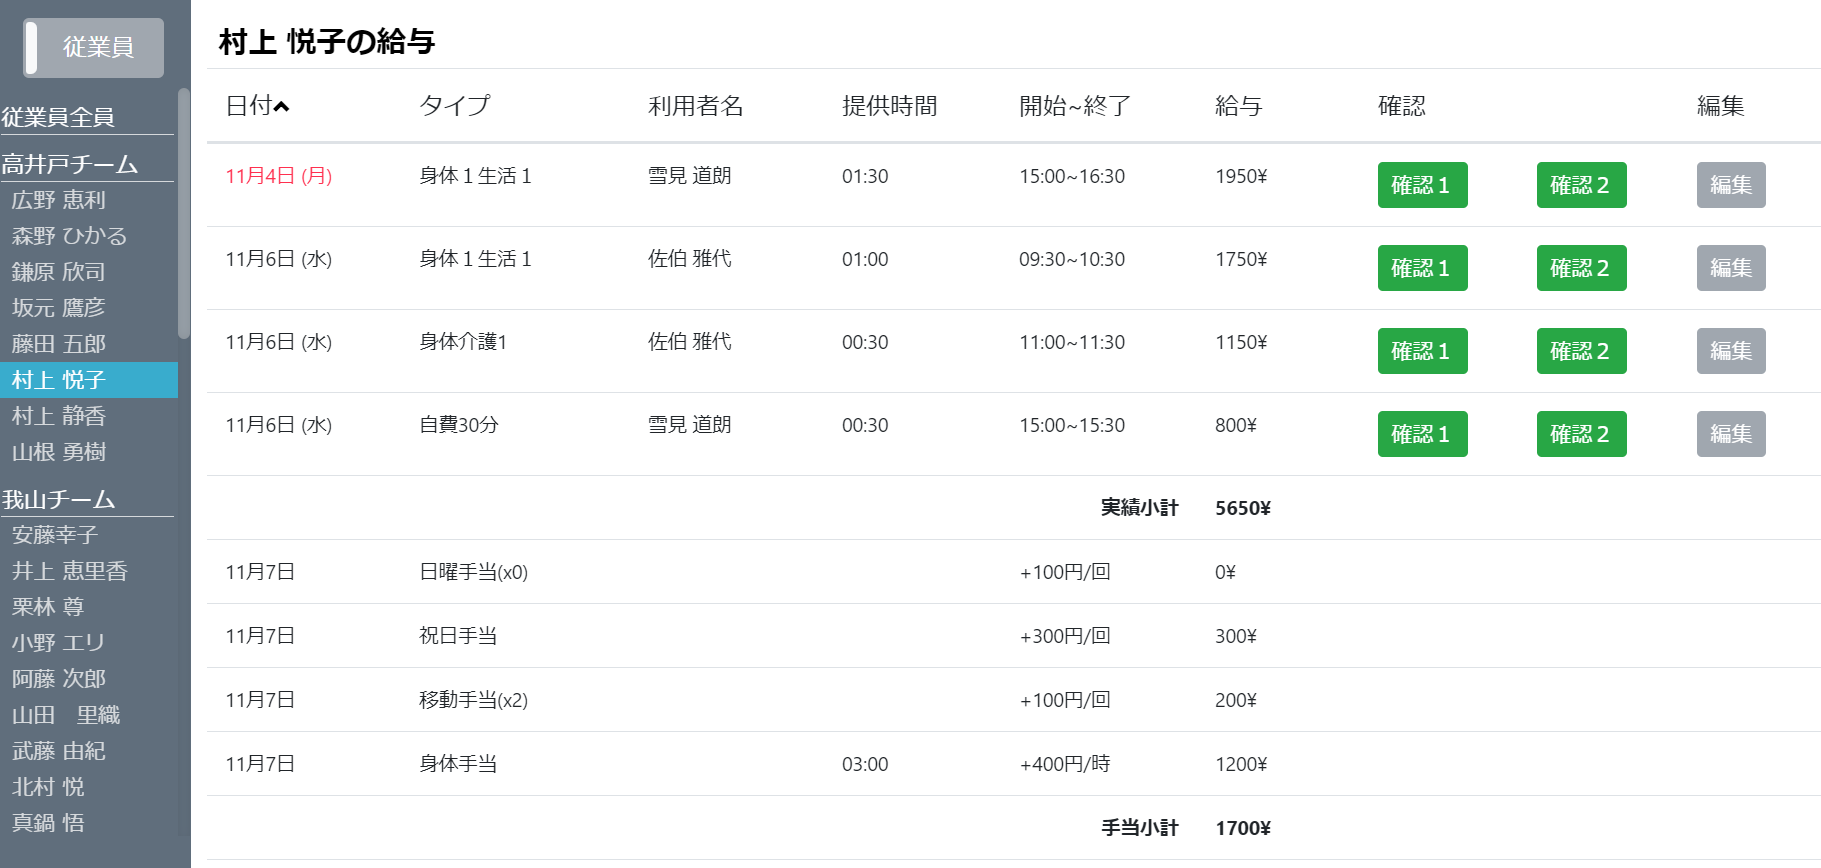 従業員
従業員全員
高井戸チーム
広野 恵利
森野 ひかる
鎌原 欣司
坂元 鷹彦
藤田 五郎
村上 悦子
村上 静香
山根 勇樹
我山チーム
安藤幸子
井上 恵里香
栗林 尊
小野 エリ
阿藤 次郎
山田　里織
武藤 由紀
北村 悦
真鍋 悟
村上 悦子の給与
日付 タイプ 利用者名 提供時間 開始~終了 給与 確認 編集
11月4日 (月) 身体１生活１ 雪見 道朗 01:30 15:00~16:30 1950¥ 確認１ 確認２ 編集
11月6日 (水) 身体１生活１ 佐伯 雅代 01:00 09:30~10:30 1750¥ 確認１ 確認２ 編集
11月6日 (水) 身体介護1 佐伯 雅代 00:30 11:00~11:30 1150¥ 確認１ 確認２ 編集
11月6日 (水) 自費30分 雪見 道朗 00:30 15:00~15:30 800¥ 確認１ 確認２ 編集
実績小計 5650¥
11月7日 日曜手当(x0) +100円/回 0¥
11月7日 祝日手当 +300円/回 300¥
11月7日 移動手当(x2) +100円/回 200¥
11月7日 身体手当 03:00 +400円/時 1200¥
手当小計 1700¥